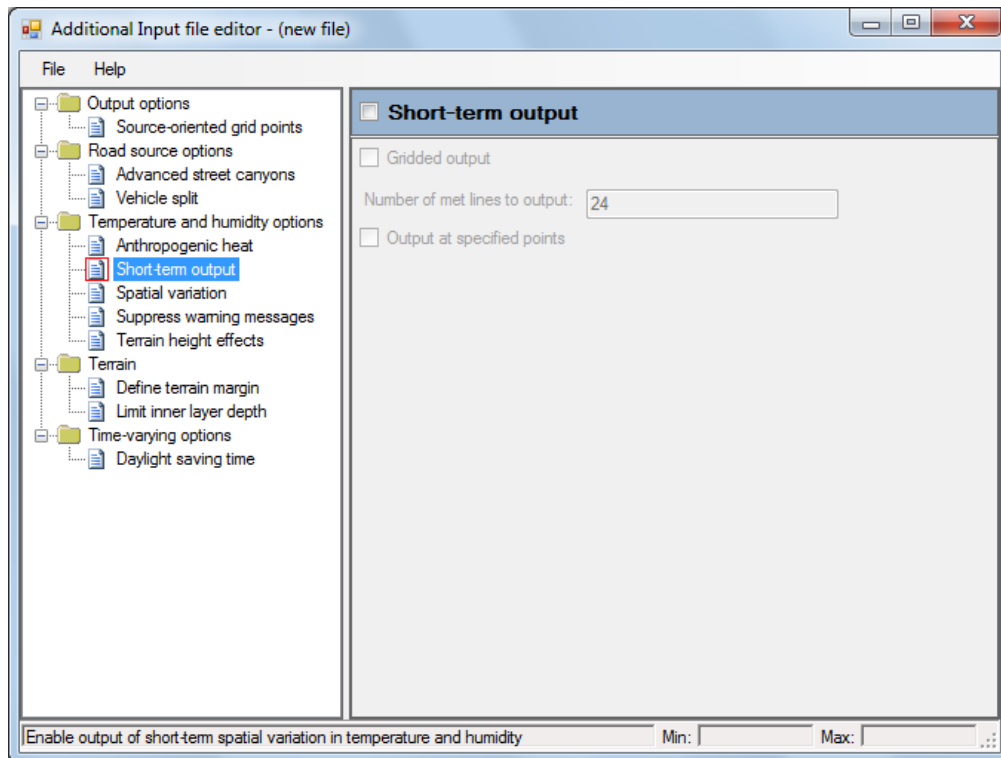 Additional Input file editor - (new file)
File Help
Output options
Source-oriented grid points
Road source options
Advanced street canyons
Vehicle split
Temperature and humidity options
Anthropogenic heat
Short-term output
Spatial variation
Suppress warning messages
Terrain height effects
Terrain
Define terrain margin
Limit inner layer depth
Time-varying options
Daylight saving time
Short-term output
Gridded output
Number of met lines to output: 24
Output at specified points
Enable output of short-term spatial variation in temperature and humidity Min: Max: